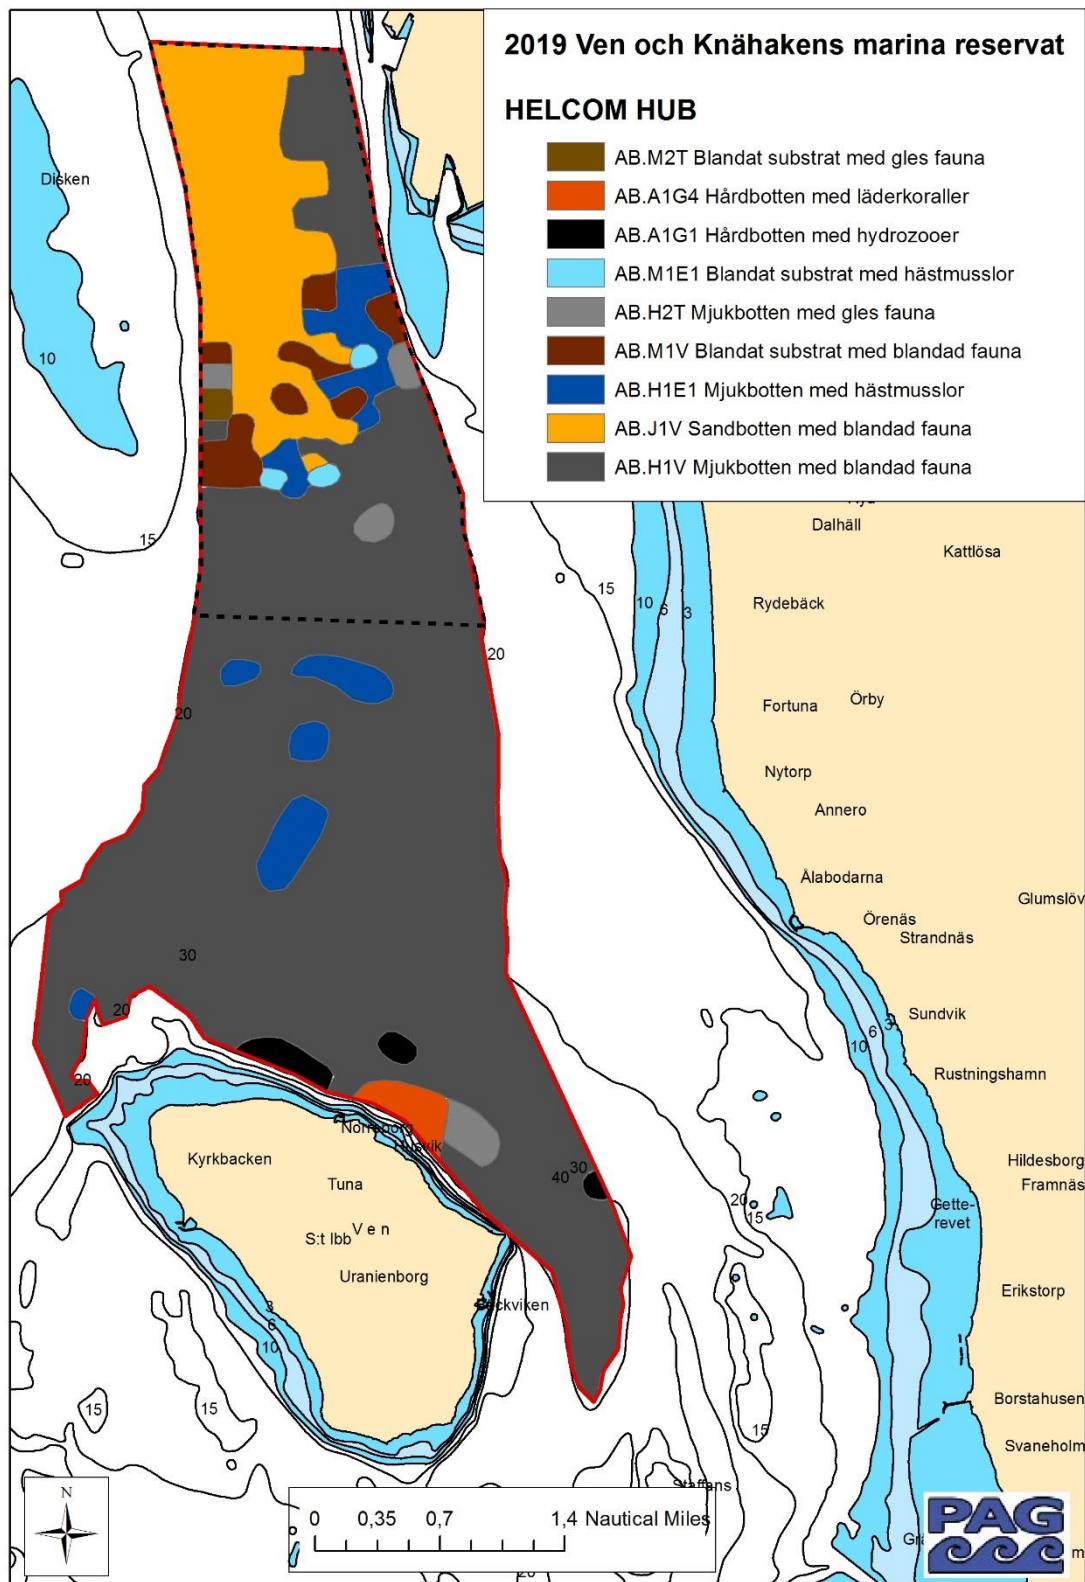 2019 Ven och Knähakens marina reservat
HELCOM HUB
AB.M2T Blandat substrat med gles fauna
AB.A1G4 Hårdbotten med läderkoraller
AB.A1G1 Hårdbotten med hydrozooer
AB.M1E1 Blandat substrat med hästmusslor
AB.H2T Mjukbotten med gles fauna
AB.M1V Blandat substrat med blandad fauna
AB.H1E1 Mjukbotten med hästmusslor
AB.J1V Sandbotten med blandad fauna
AB.H1V Mjukbotten med blandad fauna
Disken
10
15
Dalhäll
Kattlösa
15
10
6
3
Rydebäck
20
20
Fortuna
Örby
Nytorp
Annero
Ålabodarna
Glumslöv
Örenäs
Strandnäs
30
20
Sundvik
3
6
10
20
Rustningshamn
Norreborg
Husvik
Kyrkbacken
Tuna
40
30
Hildesborg
Framnäs
20
15
Gette-
revet
Ven
S:t Ibb
Uranienborg
Erikstorp
Bäckviken
3
6
10
15
15
15
Borstahusen
Svaneholm
Staffans
N
0
0,35
0,7
1,4 Nautical Miles
20
PAG